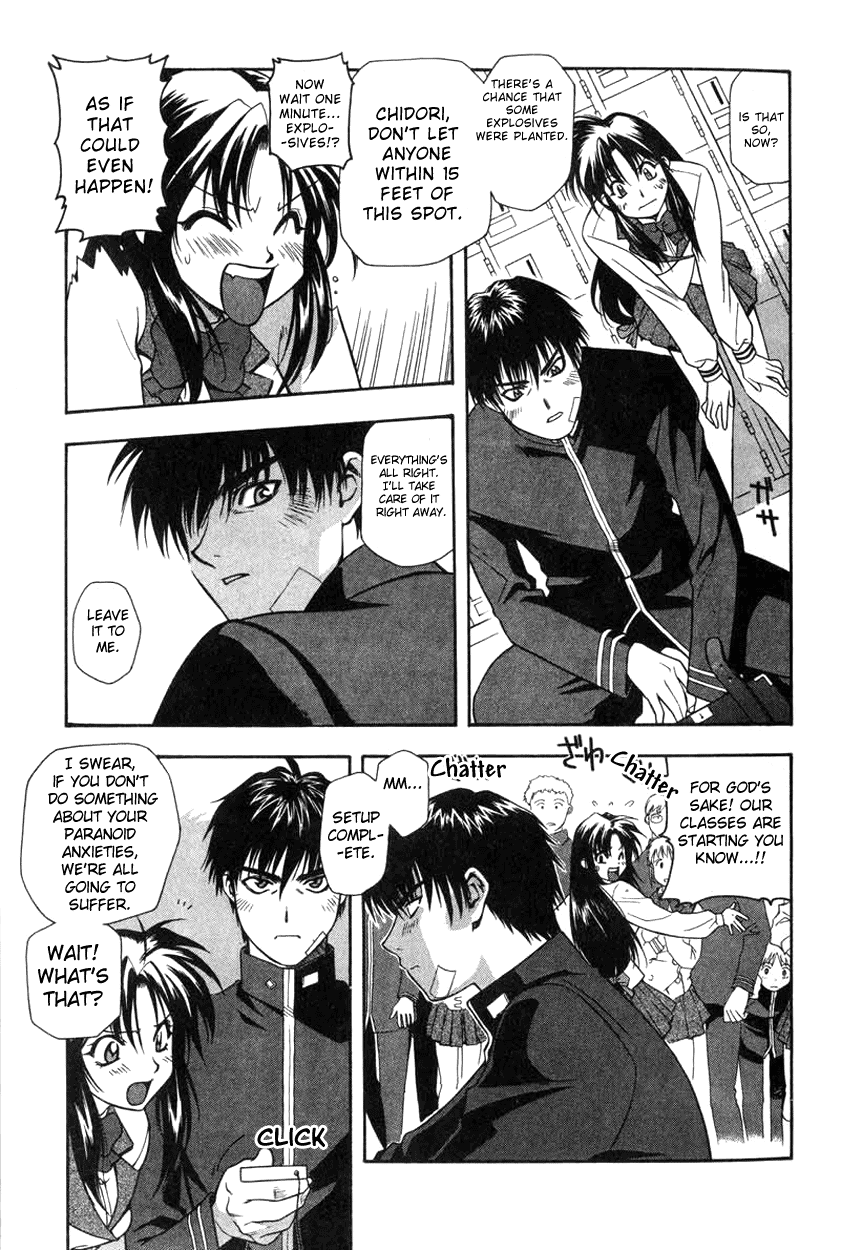 IS THAT
SO,
NOW?
THERE'S A
CHANCE THAT
SOME
EXPLOSIVES
WERE PLANTED.
ガ
サ
CHIDORI,
DON'T LET
ANYONE
WITHIN 15
FEET OF
THIS SPOT.
NOW
WAIT ONE
MINUTE...
EXPLO-
-SIVES!?
AS IF
THAT
COULD
EVEN
HAPPEN!
EVERYTHING'S
ALL RIGHT.
I'LL TAKE
CARE OF IT
RIGHT AWAY.
LEAVE
IT TO
ME.
FOR GOD'S
SAKE! OUR
CLASSES ARE
STARTING YOU
KNOW...!!
ざわ
Chatter
Chatter
MM...
SETUP
COMPL-
-ETE.
I SWEAR,
IF YOU DON'T
DO SOMETHING
ABOUT YOUR
PARANOID
ANXIETIES,
WE'RE ALL
GOING TO
SUFFER.
WAIT!
WHAT'S
THAT?
CLICK